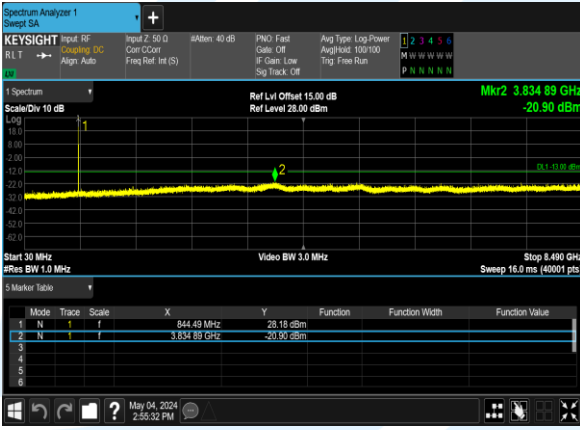 Spectrum Analyzer 1
Swept SA
+
KEYSIGHT Input: RF Input Z: 50 Ω #Atten: 40 dB PNO: Fast Avg Type: Log-Power 1 2 3 4 5 6
RLT Coupling: DC Corr CCorr Gate: Off Avg|Hold: 100/100 M W W W W W
Align: Auto Freq Ref: Int (S) IF Gain: Low Trig: Free Run
Sig Track: Off P N N N N N
1 Spectrum Ref Lvl Offset 15.00 dB Mkr2 3.834 89 GHz
Scale/Div 10 dB Ref Level 28.00 dBm -20.90 dBm
Log
1
18.0
8.00
-2.00
-12.0 2 DL1 -13.00 dBm
-22.0
-32.0
-42.0
-52.0
-62.0
Start 30 MHz Video BW 3.0 MHz Stop 8.490 GHz
#Res BW 1.0 MHz Sweep 16.0 ms (40001 pts
5 Marker Table
Mode Trace Scale X Y Function Function Width Function Value
1 N 1 f 844.49 MHz 28.18 dBm
2 N 1 f 3.834 89 GHz -20.90 dBm
3
4
5
6
? May 04, 2024
2:55:32 PM